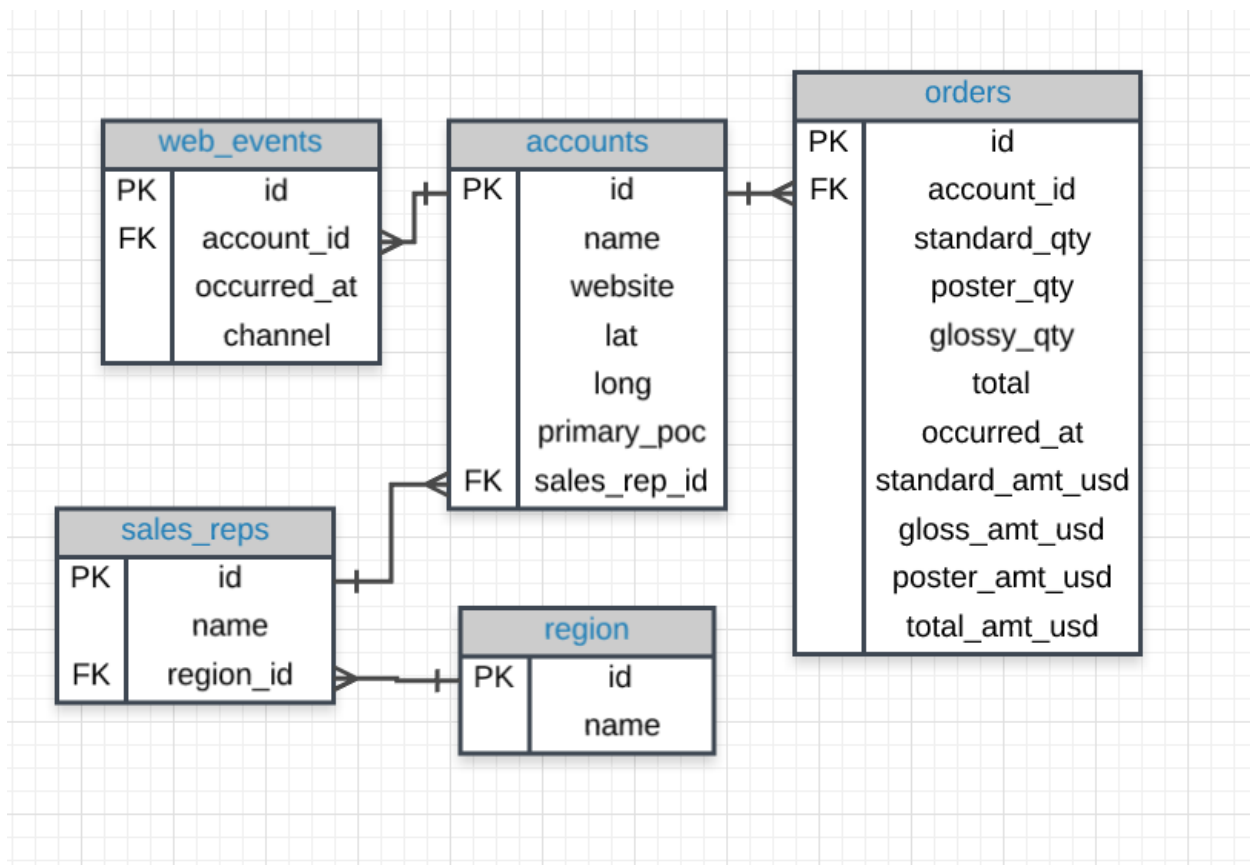 web_events
PK id
FK account_id
occurred_at
channel
accounts
PK id
name
website
lat
long
primary_poc
FK sales_rep_id
orders
PK id
FK account_id
standard_qty
poster_qty
glossy_qty
total
occurred_at
standard_amt_usd
gloss_amt_usd
poster_amt_usd
total_amt_usd
sales_reps
PK id
name
FK region_id
region
PK id
name